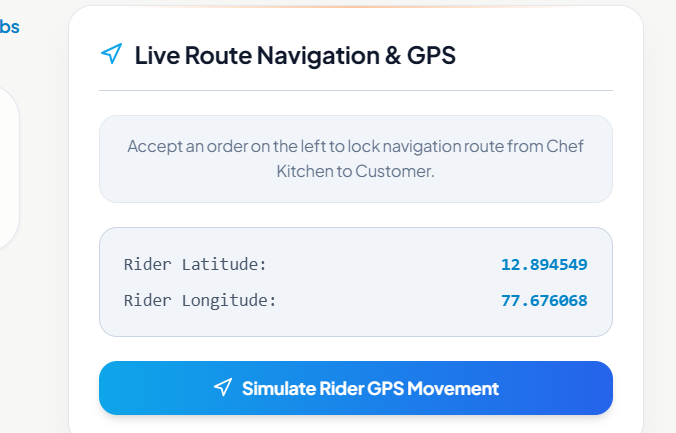 bs
Live Route Navigation & GPS
Accept an order on the left to lock navigation route from Chef
Kitchen to Customer.
Rider Latitude: 12.894549
Rider Longitude: 77.676068
Simulate Rider GPS Movement